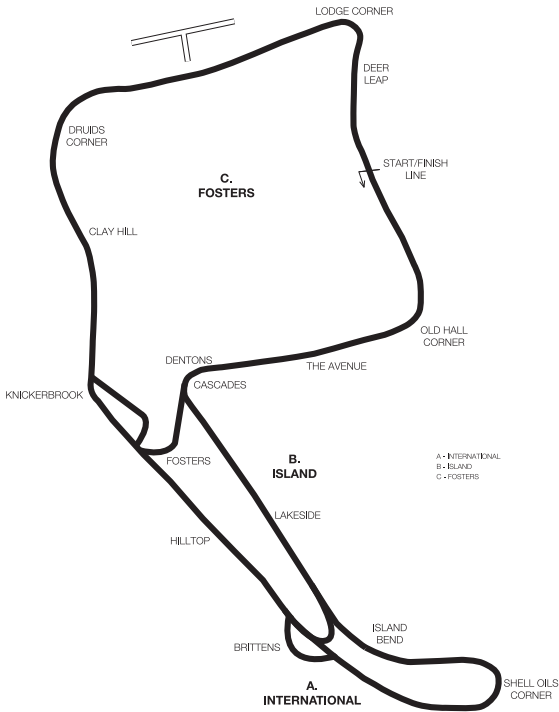 LODGE CORNER
DEER
LEAP
DRUIDS
CORNER
START/FINISH
LINE
C.
FOSTERS
CLAY HILL
OLD HALL
CORNER
DENTONS
THE AVENUE
CASCADES
KNICKERBROOK
FOSTERS
B.
ISLAND
A - INTERNATIONAL
B - ISLAND
C - FOSTERS
LAKESIDE
HILLTOP
ISLAND
BEND
BRITTENS
SHELL OILS
CORNER
A.
INTERNATIONAL